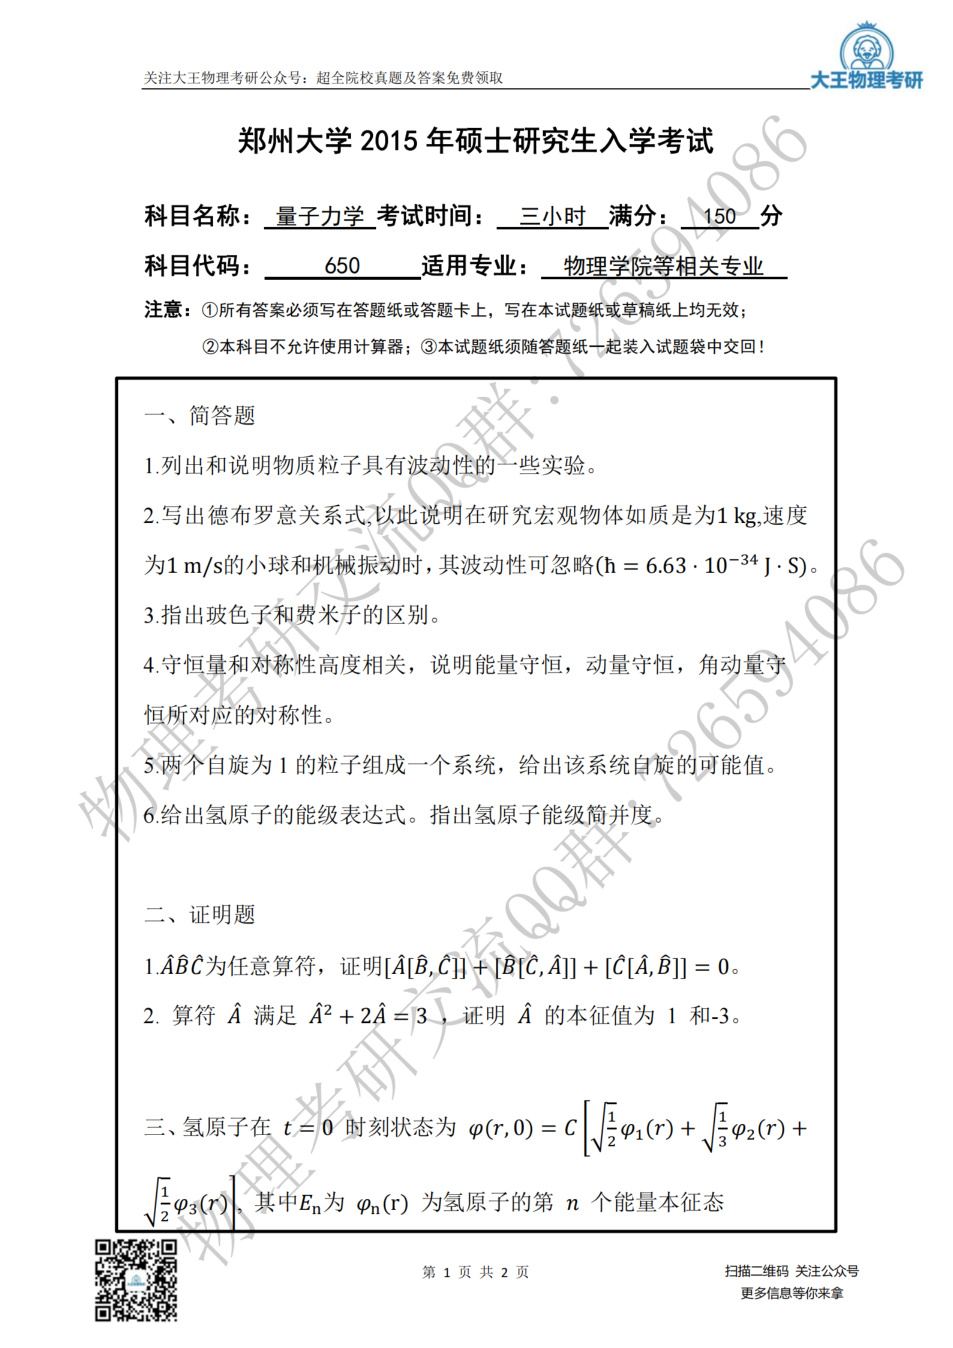 关注大王物理考研公众号：超全院校真题及答案免费领取
大王物理考研
郑州大学 2015 年硕士研究生入学考试
科目名称： 量子力学 考试时间： 三小时 满分： 150 分
科目代码： 650 适用专业： 物理学院等相关专业
注意：①所有答案必须写在答题纸或答题卡上，写在本试题纸或草稿纸上均无效；
②本科目不允许使用计算器；③本试题纸须随答题纸一起装入试题袋中交回！
一、简答题
1.列出和说明物质粒子具有波动性的一些实验。
2.写出德布罗意关系式,以此说明在研究宏观物体如质是为1 kg,速度
为1 m/s的小球和机械振动时，其波动性可忽略(ħ = 6.63 · 10⁻³⁴ J · S)。
3.指出玻色子和费米子的区别。
4.守恒量和对称性高度相关，说明能量守恒，动量守恒，角动量守
恒所对应的对称性。
5.两个自旋为 1 的粒子组成一个系统，给出该系统自旋的可能值。
6.给出氢原子的能级表达式。指出氢原子能级简并度。
二、证明题
1.ÂB̂Ĉ为任意算符，证明[Â[B̂, Ĉ]] + [B̂[Ĉ, Â]] + [Ĉ[Â, B̂]] = 0。
2. 算符 Â 满足 Â² + 2Â = 3 ，证明 Â 的本征值为 1 和-3。
三、氢原子在 t = 0 时刻状态为 φ(r, 0) = C [√(1/2) φ₁(r) + √(1/3) φ₂(r) +
√(1/2) φ₃(r)], 其中Eₙ为 φₙ(r) 为氢原子的第 n 个能量本征态
第 1 页 共 2 页
扫描二维码 关注公众号
更多信息等你来拿
物理考研交流QQ群：726594086
物理考研交流QQ群：726594086